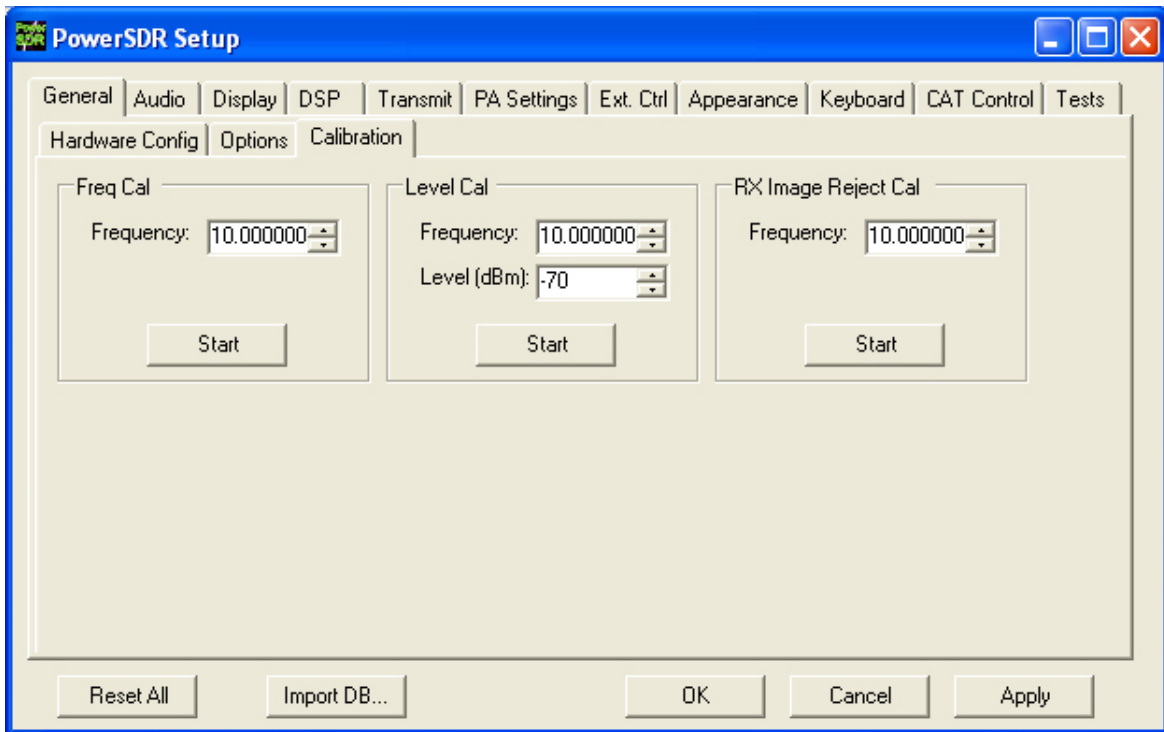 PowerSDR Setup
General Audio Display DSP Transmit PA Settings Ext. Ctrl Appearance Keyboard CAT Control Tests
Hardware Config Options Calibration
Freq Cal Level Cal RX Image Reject Cal
Frequency: 10.000000 Frequency: 10.000000 Frequency: 10.000000
Level (dBm): -70
Start Start Start
Reset All Import DB... OK Cancel Apply